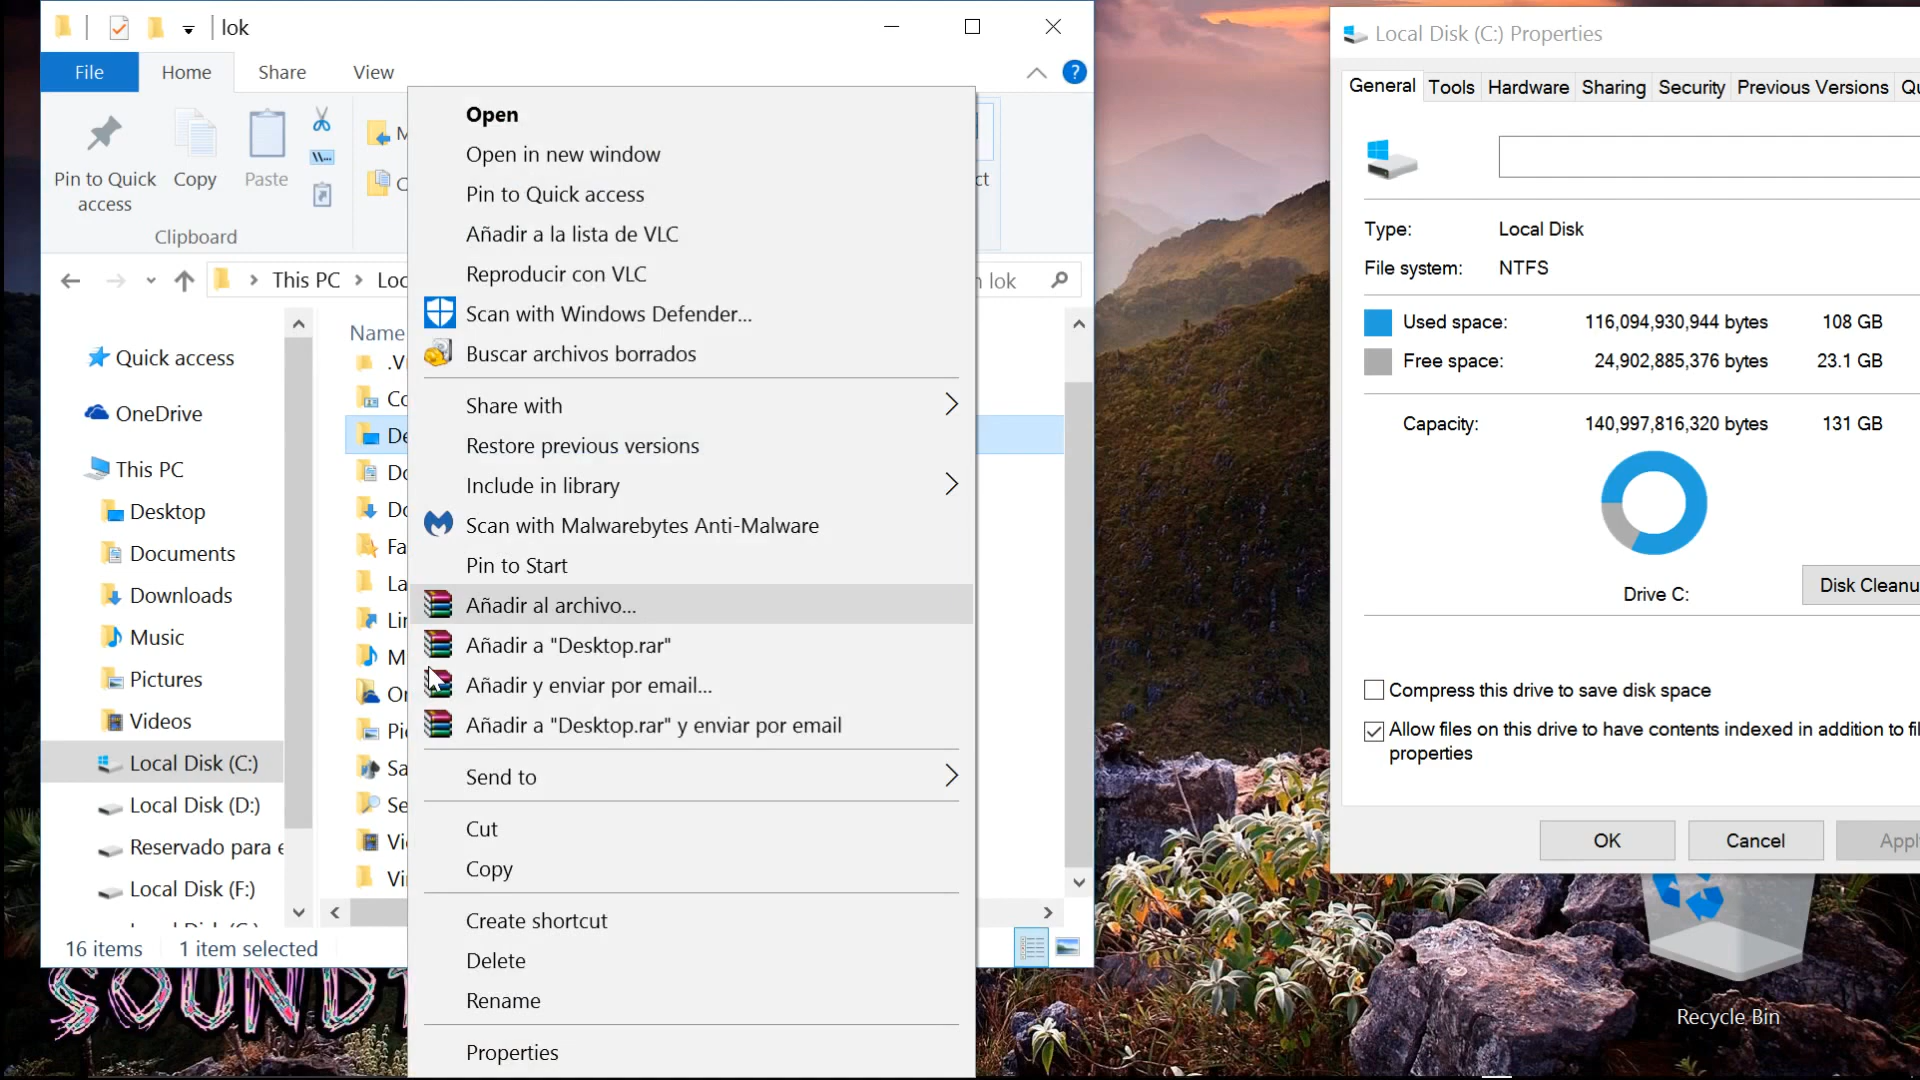 lok
File
Home
Share
View
Pin to Quick
access
Copy
Paste
Clipboard
This PC
Name
Quick access
OneDrive
This PC
Desktop
Documents
Downloads
Music
Pictures
Videos
Local Disk (C:)
Local Disk (D:)
Reservado para
Local Disk (F:)
16 items
1 item selected
Open
Open in new window
Pin to Quick access
Añadir a la lista de VLC
Reproducir con VLC
Scan with Windows Defender...
Buscar archivos borrados
Share with
Restore previous versions
Include in library
Scan with Malwarebytes Anti-Malware
Pin to Start
Añadir al archivo...
Añadir a "Desktop.rar"
Añadir y enviar por email...
Añadir a "Desktop.rar" y enviar por email
Send to
Cut
Copy
Create shortcut
Delete
Rename
Properties
lok
Local Disk (C:) Properties
General
Tools
Hardware
Sharing
Security
Previous Versions
Qu
Type: Local Disk
File system: NTFS
Used space: 116,094,930,944 bytes 108 GB
Free space: 24,902,885,376 bytes 23.1 GB
Capacity: 140,997,816,320 bytes 131 GB
Drive C:
Disk Cleanu
Compress this drive to save disk space
Allow files on this drive to have contents indexed in addition to fil
properties
OK
Cancel
Apply
Recycle Bin